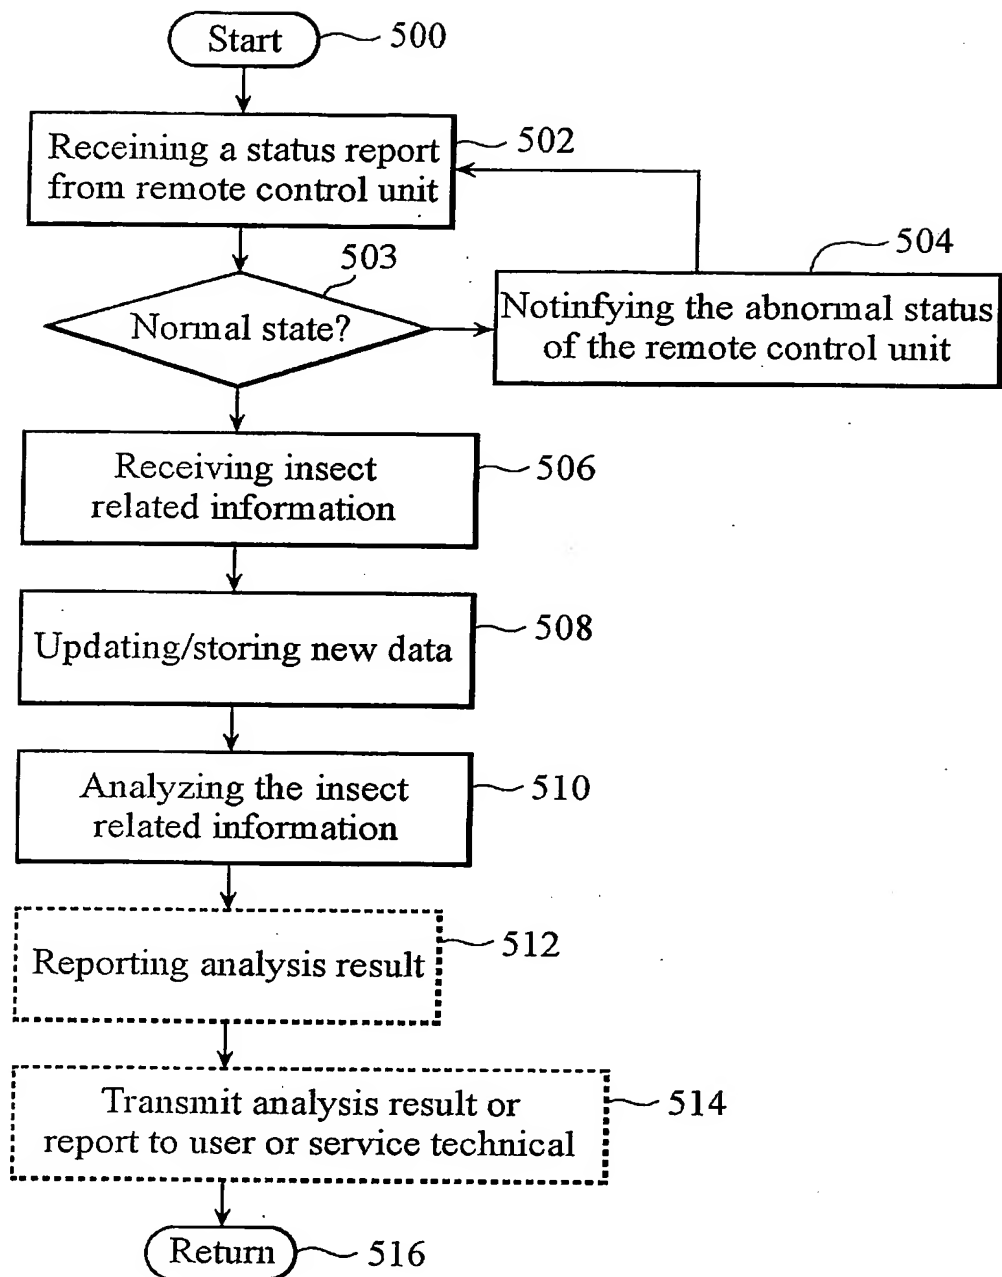 Start
500
Receining a status report
from remote control unit
502
503
Normal state?
504
Notinfying the abnormal status
of the remote control unit
Receiving insect
related information
506
Updating/storing new data
508
Analyzing the insect
related information
510
Reporting analysis result
512
Transmit analysis result or
report to user or service technical
514
Return
516